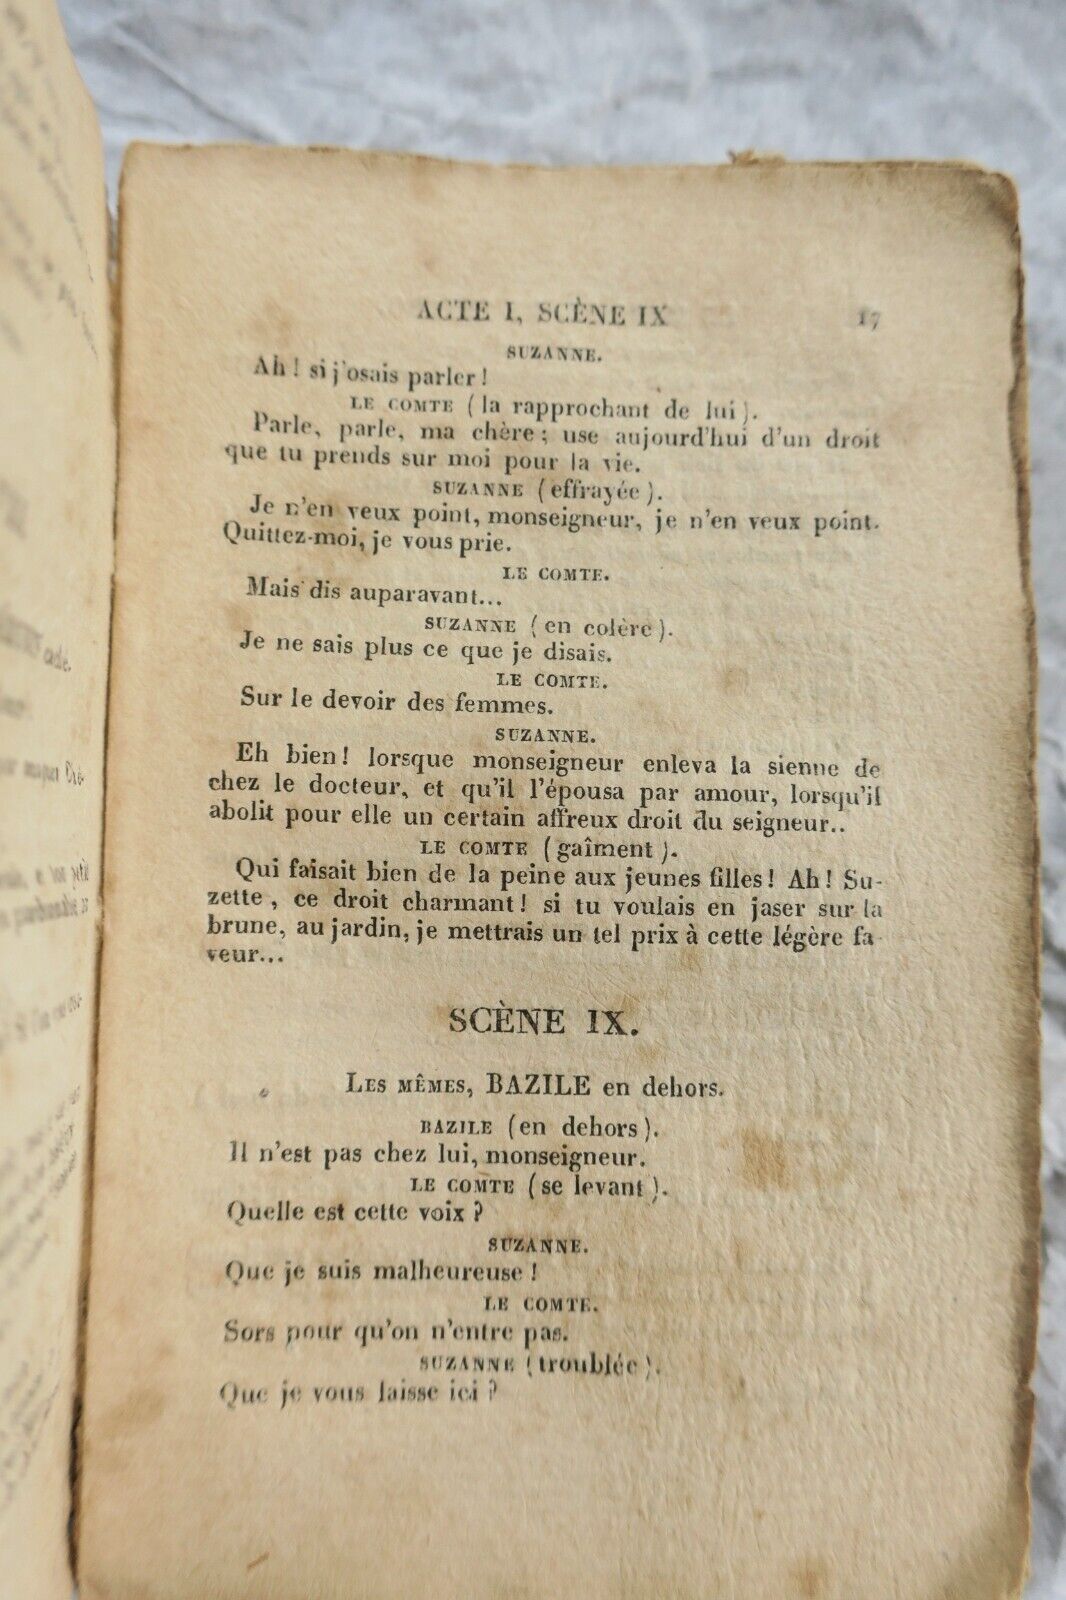 ACTE I, SCÈNE IX 17
SUZANNE.
Ah ! si j'osais parler !
LE COMTE ( la rapprochant de lui ).
Parle, parle, ma chère ; use aujourd'hui d'un droit
que tu prends sur moi pour la vie.
SUZANNE ( effrayée ).
Je n'en veux point, monseigneur, je n'en veux point.
Quittez-moi, je vous prie.
LE COMTE.
Mais dis auparavant...
SUZANNE ( en colère ).
Je ne sais plus ce que je disais.
LE COMTE.
Sur le devoir des femmes.
SUZANNE.
Eh bien ! lorsque monseigneur enleva la sienne de
chez le docteur, et qu'il l'épousa par amour, lorsqu'il
abolit pour elle un certain affreux droit du seigneur..
LE COMTE ( gaîment ).
Qui faisait bien de la peine aux jeunes filles ! Ah ! Su-
zette , ce droit charmant ! si tu voulais en jaser sur la
brune, au jardin, je mettrais un tel prix à cette légère fa
veur...
SCÈNE IX.
LES MÊMES, BAZILE en dehors.
BAZILE (en dehors ).
Il n'est pas chez lui, monseigneur.
LE COMTE ( se levant ).
Quelle est cette voix ?
SUZANNE.
Que je suis malheureuse !
LE COMTE.
Sors pour qu'on n'entre pas.
SUZANNE ( troublée ).
Que je vous laisse ici ?